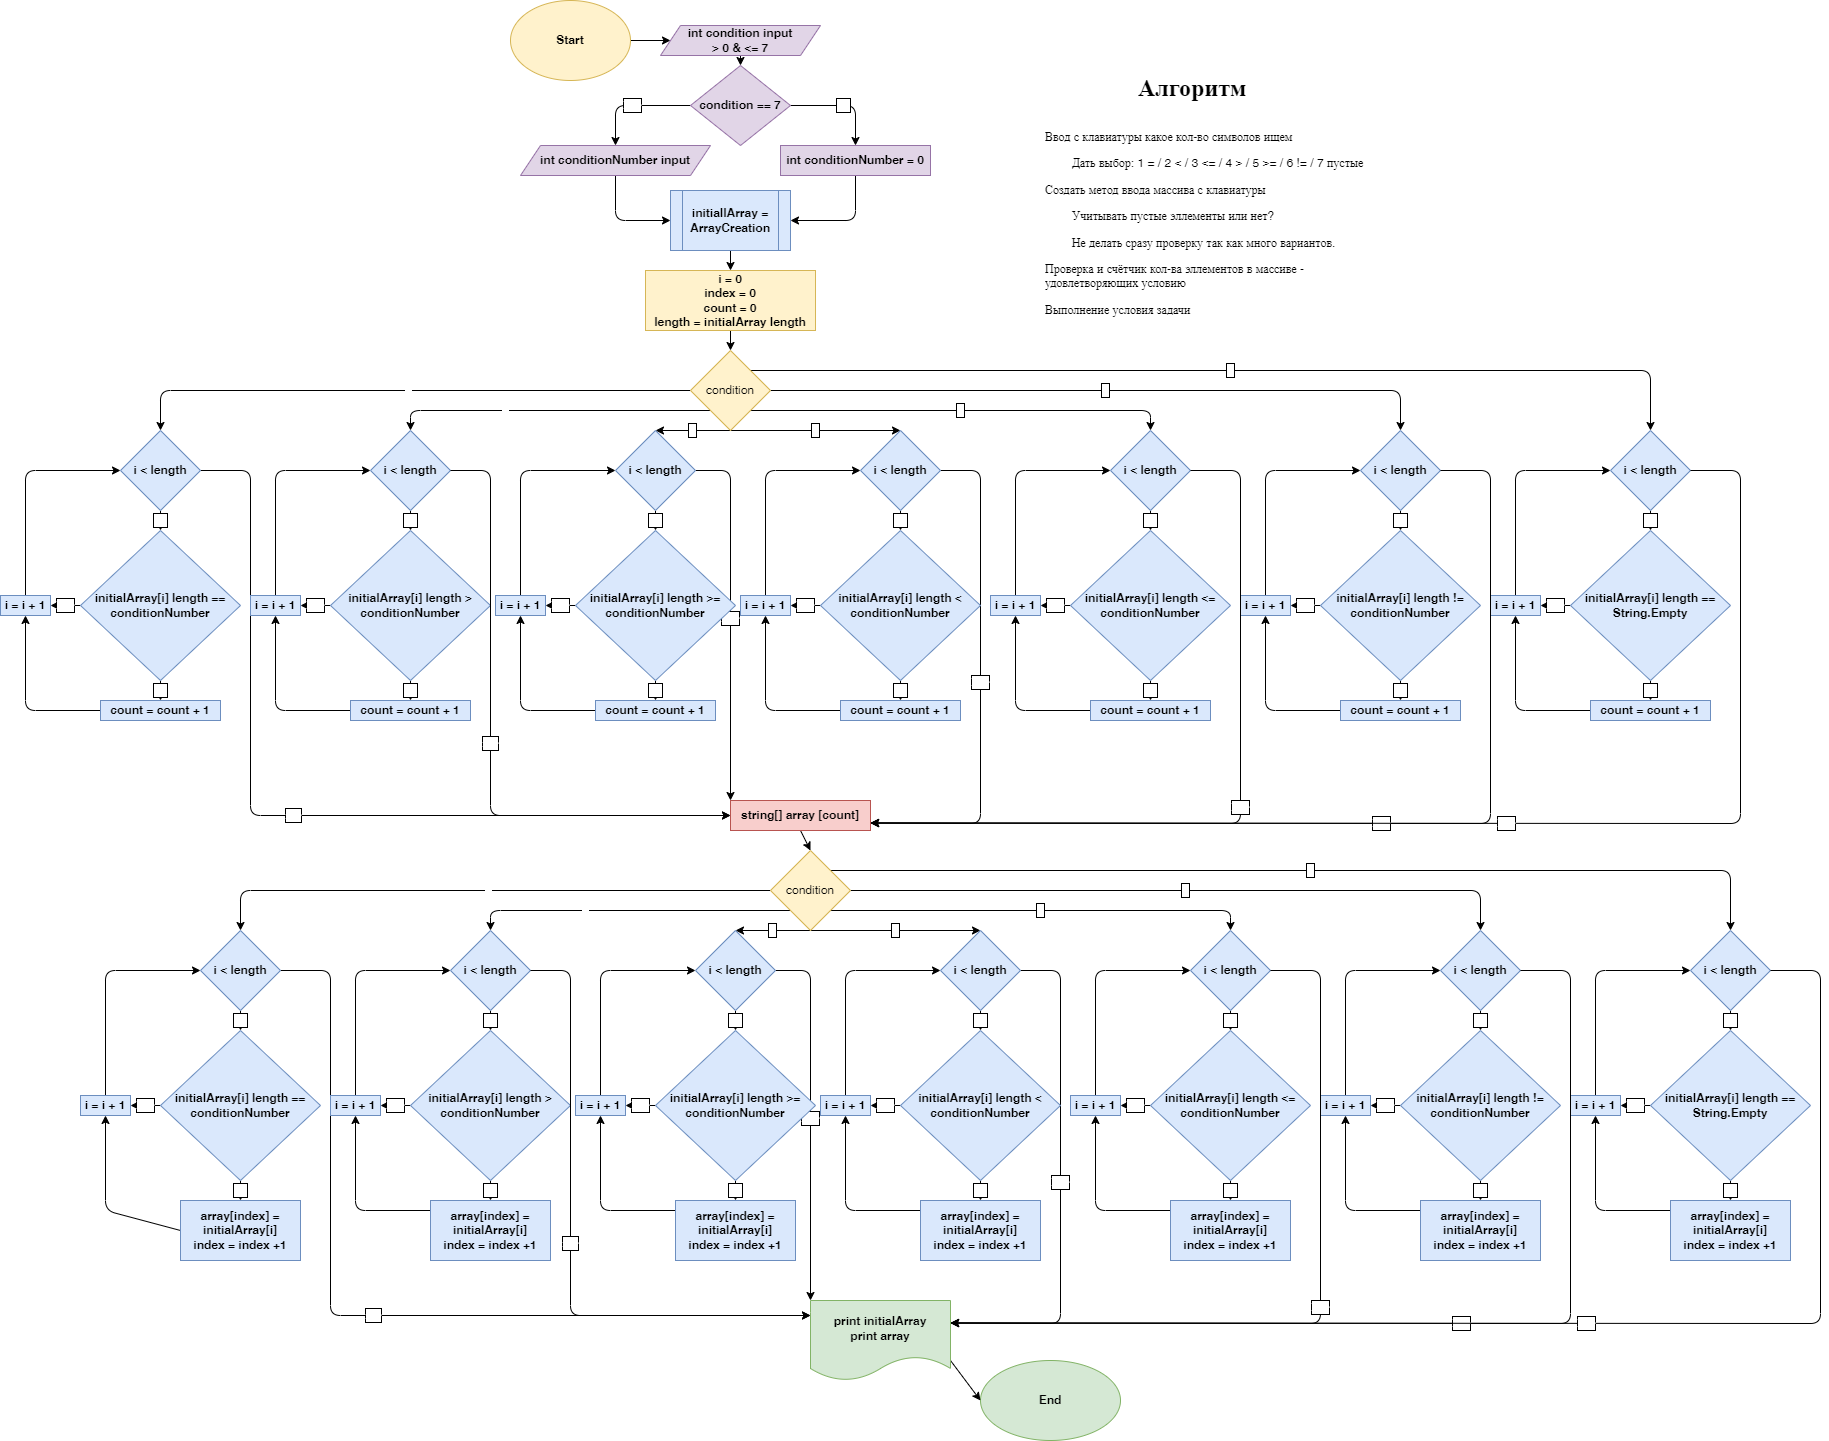 Start
int condition input
> 0 & <= 7
condition == 7
int conditionNumber input
int conditionNumber = 0
initiallArray =
ArrayCreation
i = 0
index = 0
count = 0
length = initialArray length
Алгоритм
Ввод с клавиатуры какое кол-во символов ищем
Дать выбор: 1 = / 2 < / 3 <= / 4 > / 5 >= / 6 != / 7 пустые
Создать метод ввода массива с клавиатуры
Учитывать пустые эллементы или нет?
Не делать сразу проверку так как много вариантов.
Проверка и счётчик кол-ва эллементов в массиве -
удовлетворяющих условию
Выполнение условия задачи
condition
i < length
i < length
i < length
i < length
i < length
i < length
i < length
i = i + 1
initialArray[i] length ==
conditionNumber
i = i + 1
initialArray[i] length >
conditionNumber
i = i + 1
initialArray[i] length >=
conditionNumber
i = i + 1
initialArray[i] length <
conditionNumber
i = i + 1
initialArray[i] length <=
conditionNumber
i = i + 1
initialArray[i] length !=
conditionNumber
i = i + 1
initialArray[i] length ==
String.Empty
count = count + 1
count = count + 1
count = count + 1
count = count + 1
count = count + 1
count = count + 1
count = count + 1
string[] array [count]
condition
i < length
i < length
i < length
i < length
i < length
i < length
i < length
i = i + 1
initialArray[i] length ==
conditionNumber
i = i + 1
initialArray[i] length >
conditionNumber
i = i + 1
initialArray[i] length >=
conditionNumber
i = i + 1
initialArray[i] length <
conditionNumber
i = i + 1
initialArray[i] length <=
conditionNumber
i = i + 1
initialArray[i] length !=
conditionNumber
i = i + 1
initialArray[i] length ==
String.Empty
array[index] =
initialArray[i]
index = index +1
array[index] =
initialArray[i]
index = index +1
array[index] =
initialArray[i]
index = index +1
array[index] =
initialArray[i]
index = index +1
array[index] =
initialArray[i]
index = index +1
array[index] =
initialArray[i]
index = index +1
array[index] =
initialArray[i]
index = index +1
print initialArray
print array
End